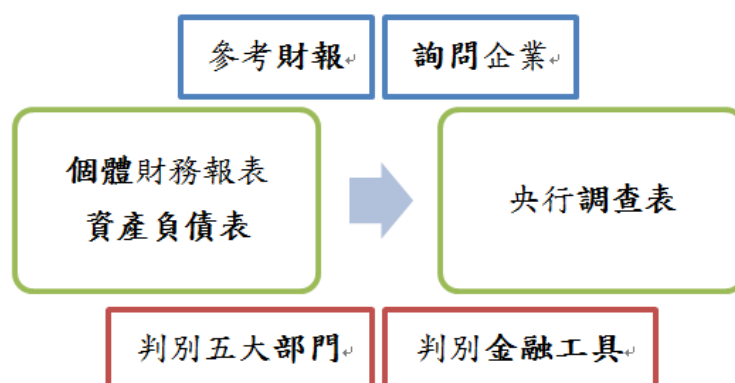 參考財報
詢問企業
個體財務報表
資產負債表
央行調查表
判別五大部門
判別金融工具